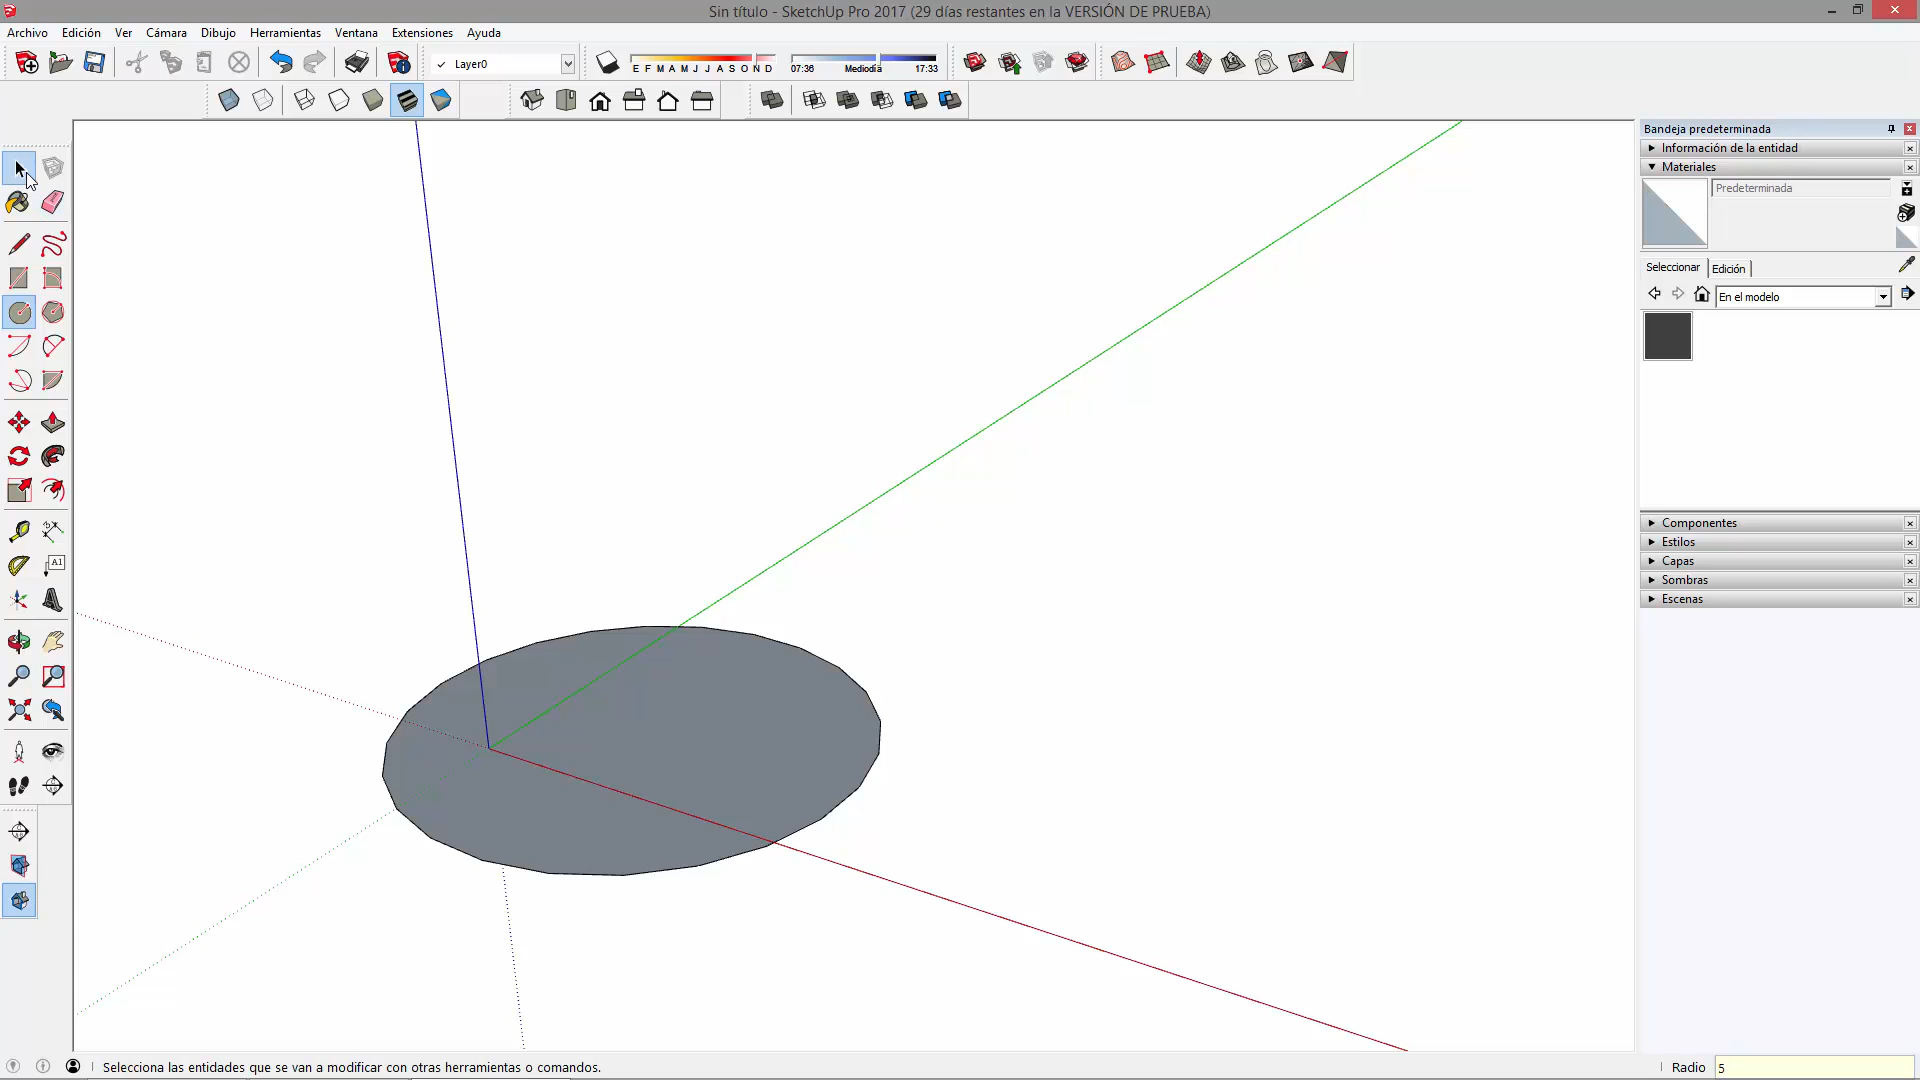 Sin título - SketchUp Pro 2017 (29 días restantes en la VERSIÓN DE PRUEBA)
Archivo Edición Ver Cámara Dibujo Herramientas Ventana Extensiones Ayuda
Layer0
E F M A M J J A S O N D
07:36 Mediodía 17:33
Bandeja predeterminada
Información de la entidad
Materiales
Predeterminada
Seleccionar Edición
En el modelo
Componentes
Estilos
Capas
Sombras
Escenas
A1
Selecciona las entidades que se van a modificar con otras herramientas o comandos.
Radio 5